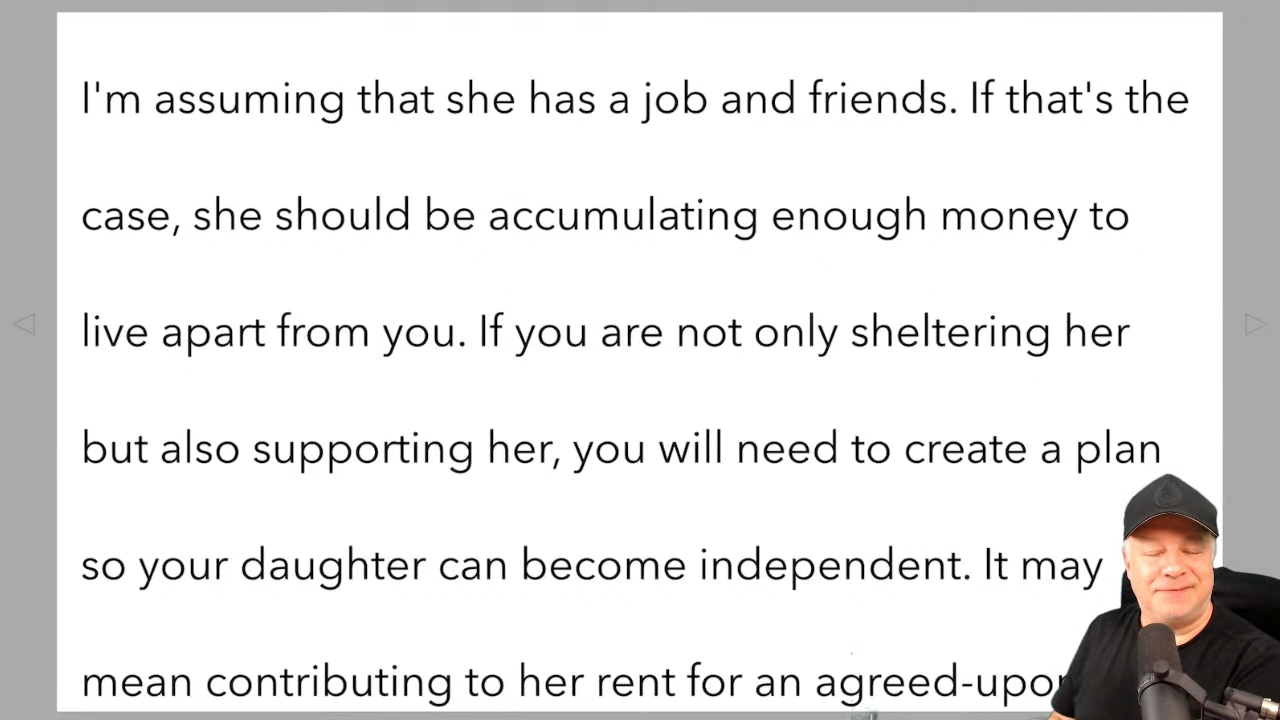 I'm assuming that she has a job and friends. If that's the
case, she should be accumulating enough money to
live apart from you. If you are not only sheltering her
but also supporting her, you will need to create a plan
so your daughter can become independent. It may
mean contributing to her rent for an